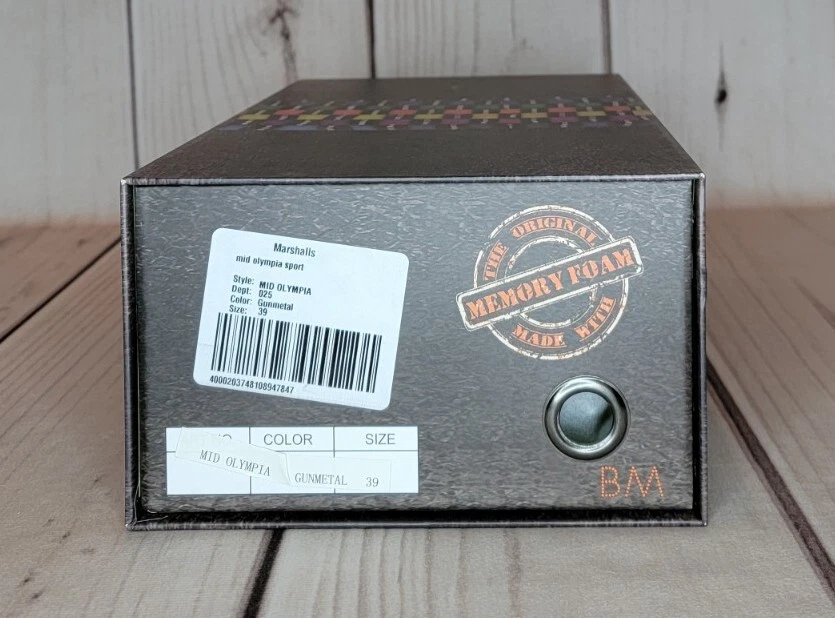 Marshalls
mid olympia sport
Style: MID OLYMPIA
Dept: 025
Color: Gunmetal
Size: 39
4000203748108947847
THE ORIGINAL
MEMORY FOAM
MADE WITH
COLOR SIZE
MID OLYMPIA GUNMETAL 39
BM